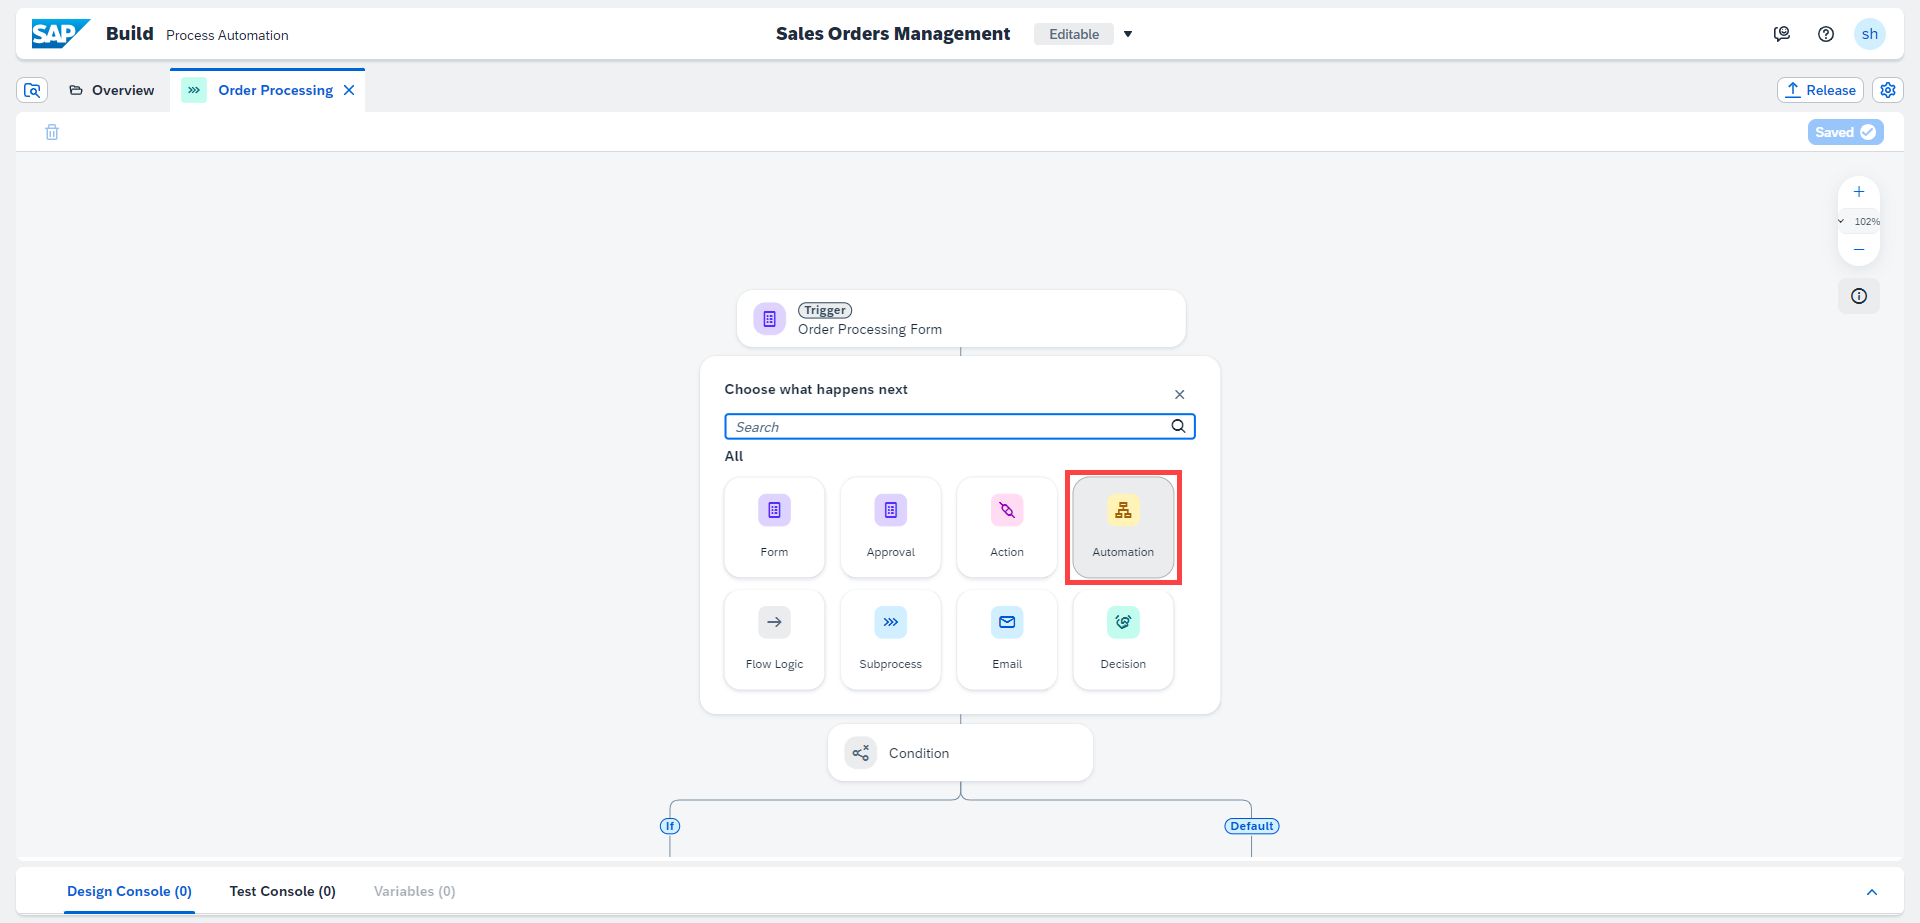 SAP Build Process Automation
Sales Orders Management Editable
sh
Overview
Order Processing
Release
Saved
102%
Trigger
Order Processing Form
Choose what happens next
Search
All
Form Approval Action Automation
Flow Logic Subprocess Email Decision
Condition
If Default
Design Console (0) Test Console (0) Variables (0)